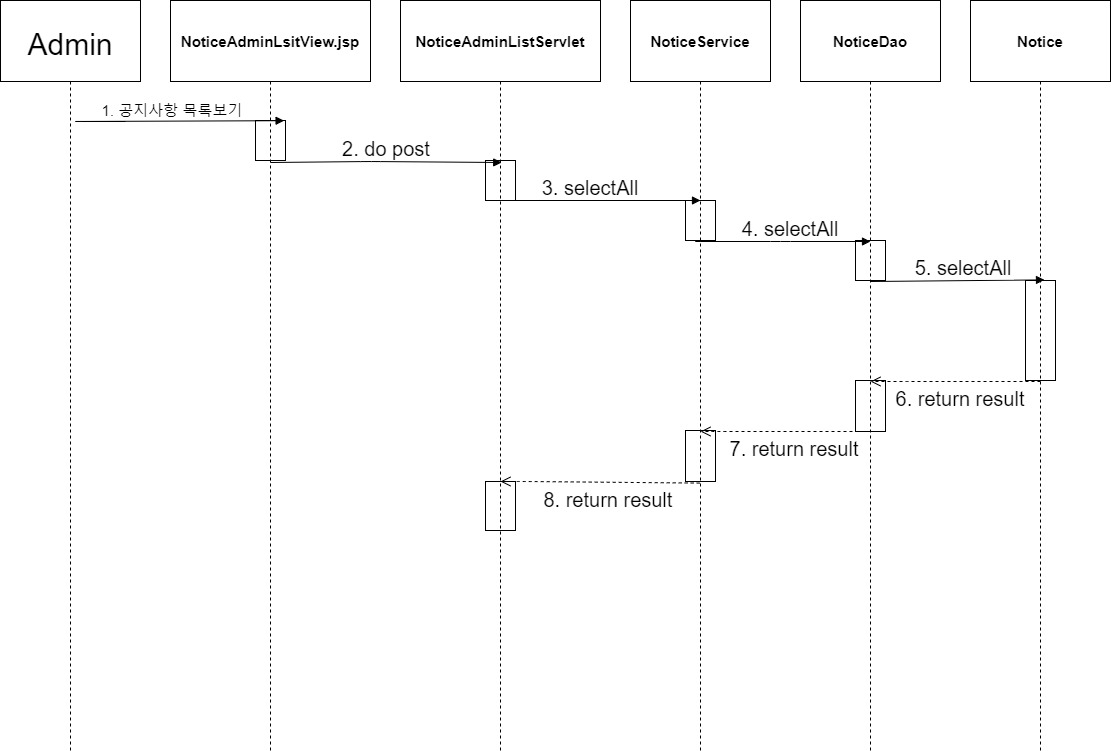 Admin
NoticeAdminLsitView.jsp
NoticeAdminListServlet
NoticeService
NoticeDao
Notice
1. 공지사항 목록보기
2. do post
3. selectAll
4. selectAll
5. selectAll
6. return result
7. return result
8. return result